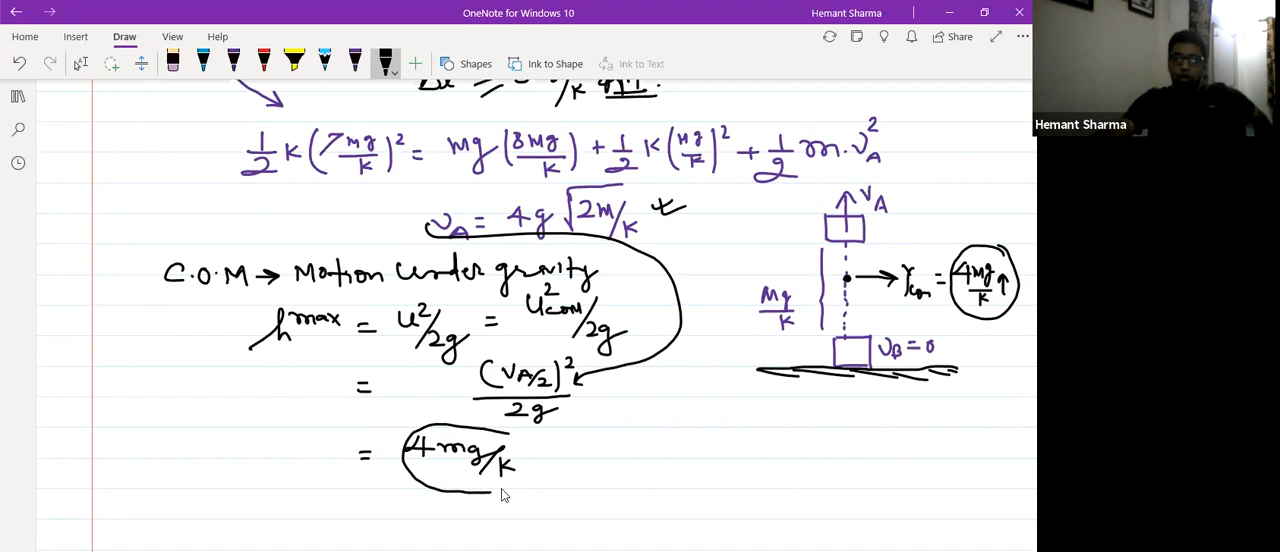 OneNote for Windows 10
Hemant Sharma
Home Insert Draw View Help
Share
Shapes Ink to Shape Ink to Text
Hemant Sharma
1/2 K (7mg/K)² = mg (8mg/K) + 1/2 K (mg/K)² + 1/2 m.v_A²
v_A = 4g √2m/K
C.O.M → Motion under gravity
h^max = u²/2g = u²com/2g
= (v_A/2)²/2g
= 4mg/K
v_A
mg/K
= 4mg/K ↑
v_B = 0